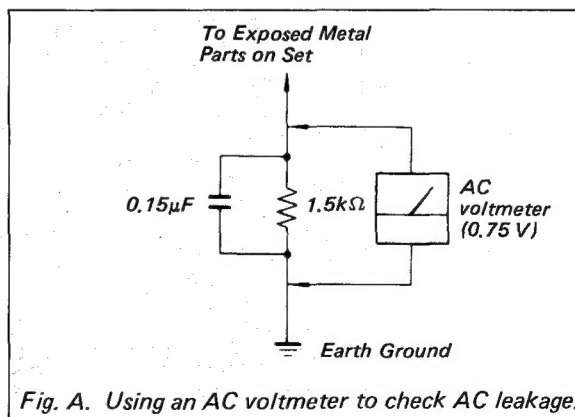 To Exposed Metal
Parts on Set
0.15μF
1.5kΩ
AC
voltmeter
(0.75 V)
Earth Ground
Fig. A. Using an AC voltmeter to check AC leakage.